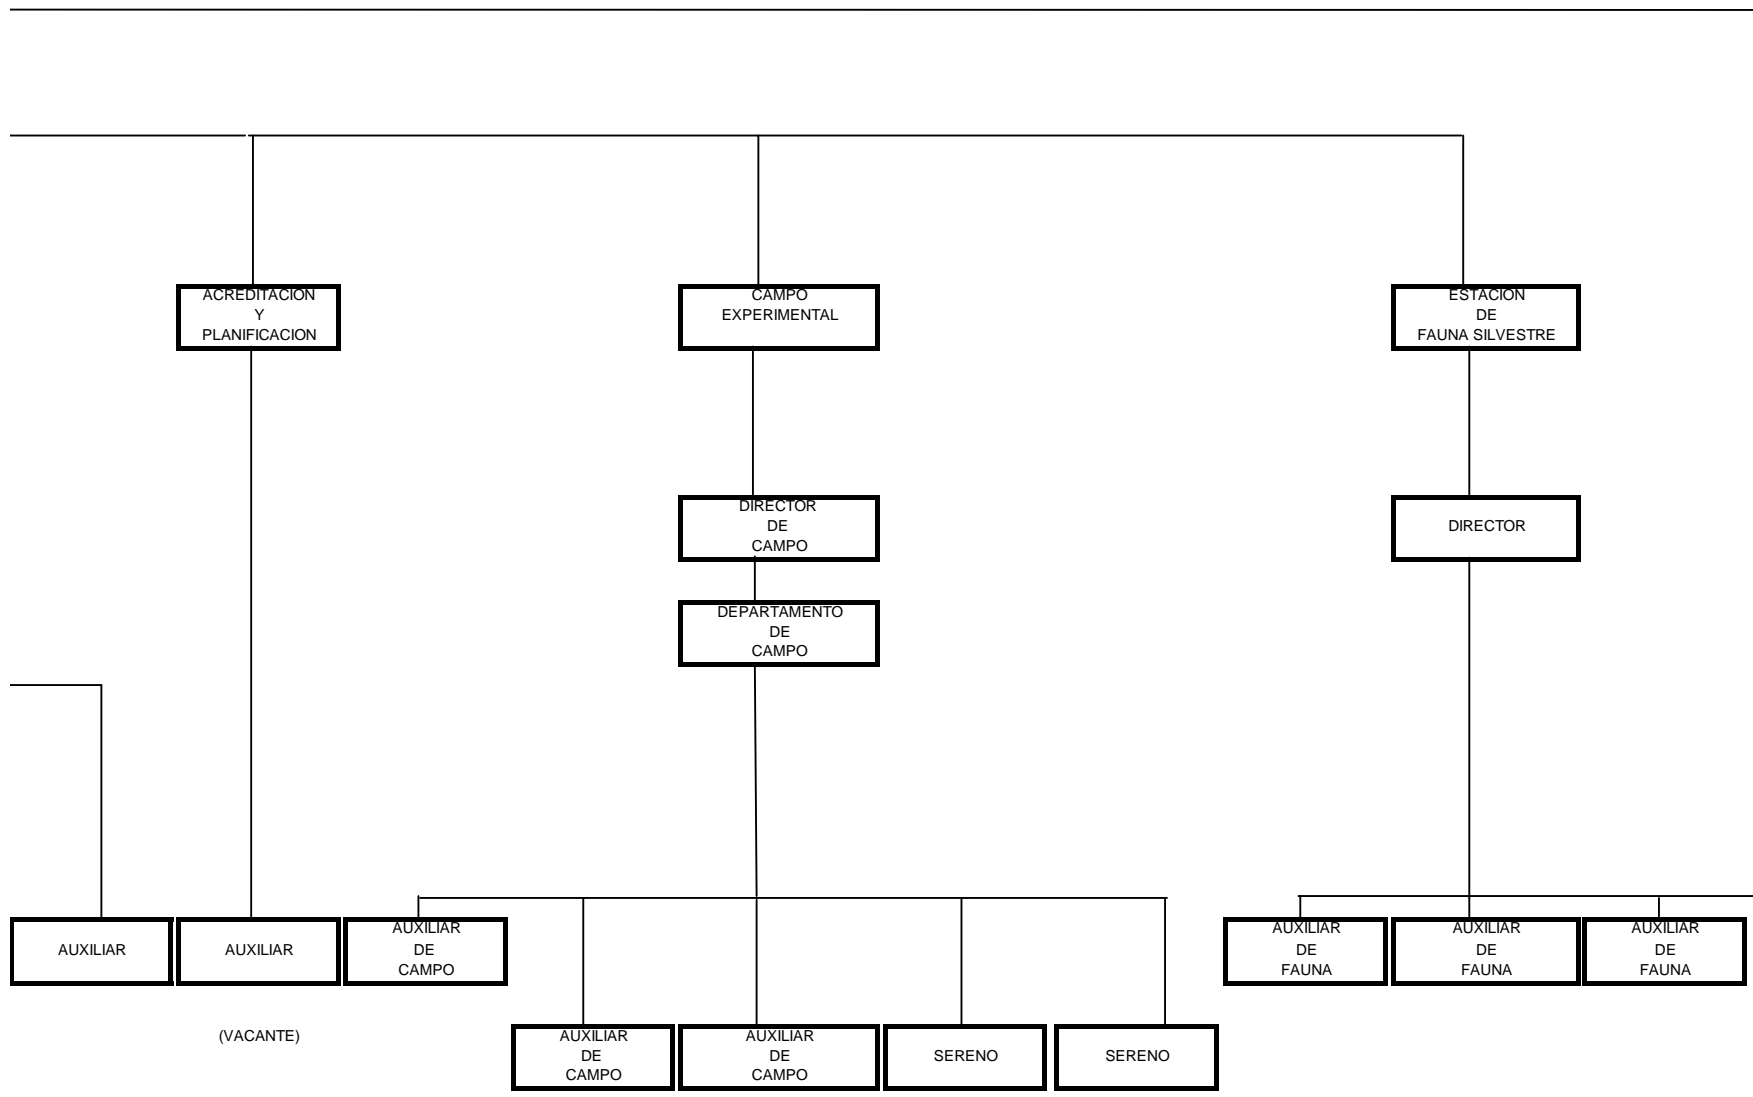 ACREDITACION
Y
PLANIFICACION
CAMPO
EXPERIMENTAL
ESTACION
DE
FAUNA SILVESTRE
DIRECTOR
DE
CAMPO
DIRECTOR
DEPARTAMENTO
DE
CAMPO
AUXILIAR
AUXILIAR
AUXILIAR
DE
CAMPO
AUXILIAR
DE
FAUNA
AUXILIAR
DE
FAUNA
AUXILIAR
DE
FAUNA
(VACANTE)
AUXILIAR
DE
CAMPO
AUXILIAR
DE
CAMPO
SERENO
SERENO